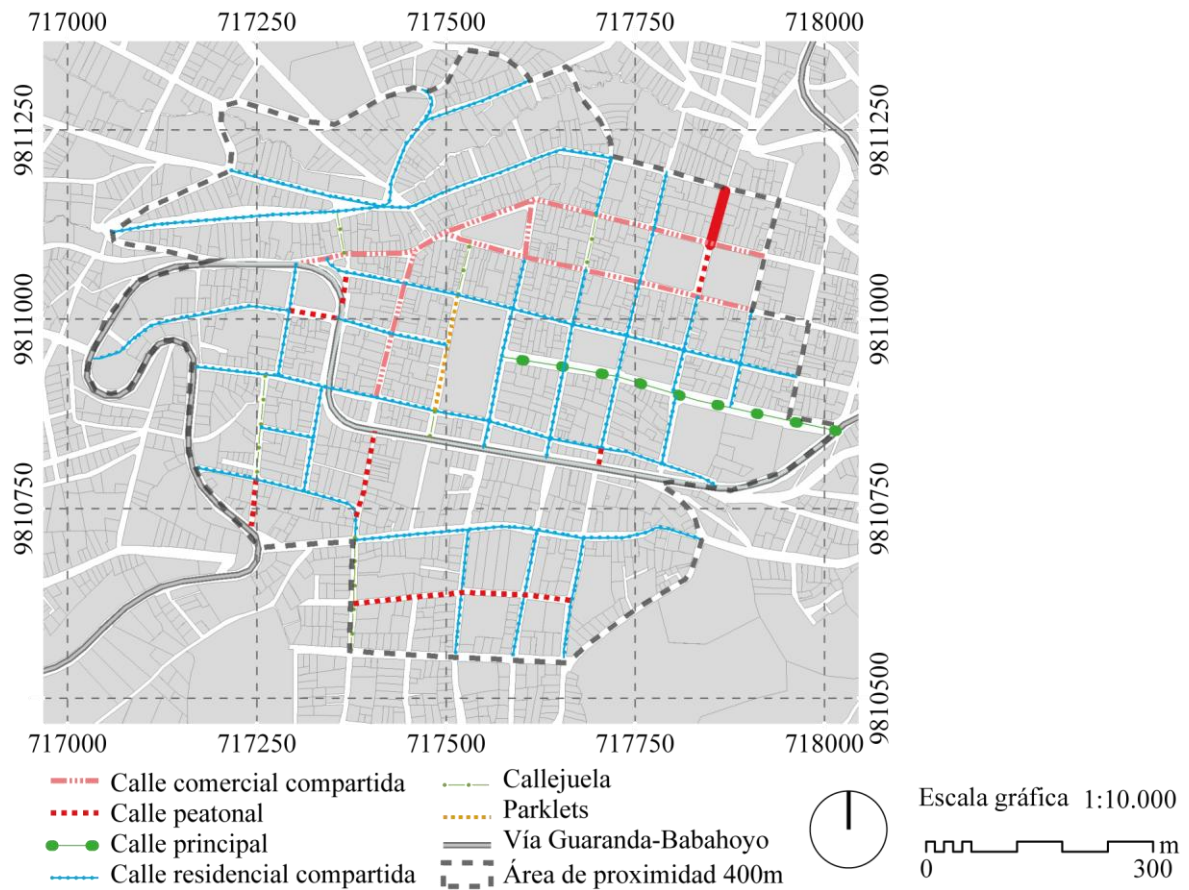 717000 717250 717500 717750 718000
9811250 9811250
9811000 9811000
9810750 9810750
9810500 9810500
717000 717250 717500 717750 718000
Calle comercial compartida
Calle peatonal
Calle principal
Calle residencial compartida
Callejuela
Parklets
Vía Guaranda-Babahoyo
Área de proximidad 400m
Escala gráfica 1:10.000
m
0 300